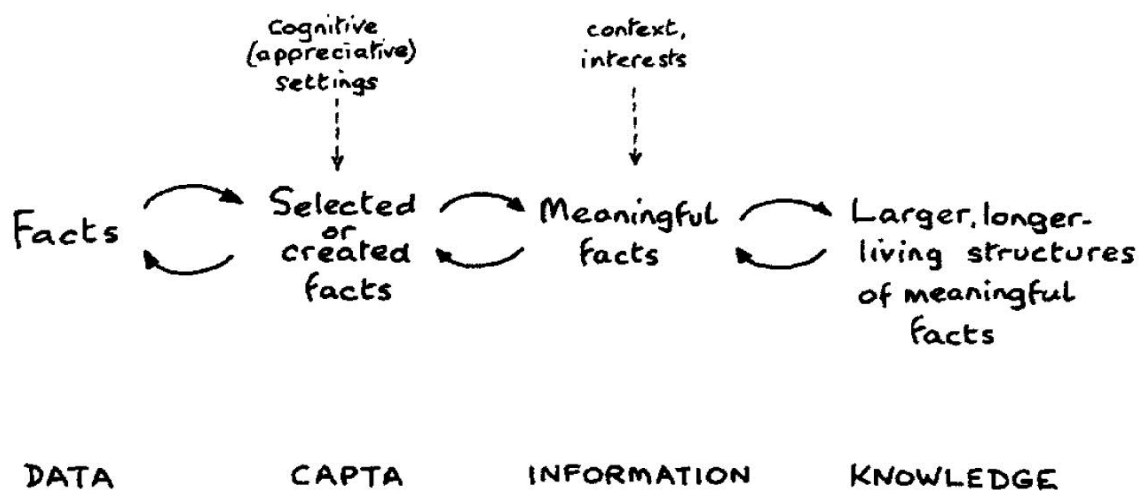 Cognitive
(appreciative)
settings
context,
interests
Facts
Selected
or
created
facts
Meaningful
facts
Larger, longer-
living structures
of meaningful
facts
DATA
CAPTA
INFORMATION
KNOWLEDGE